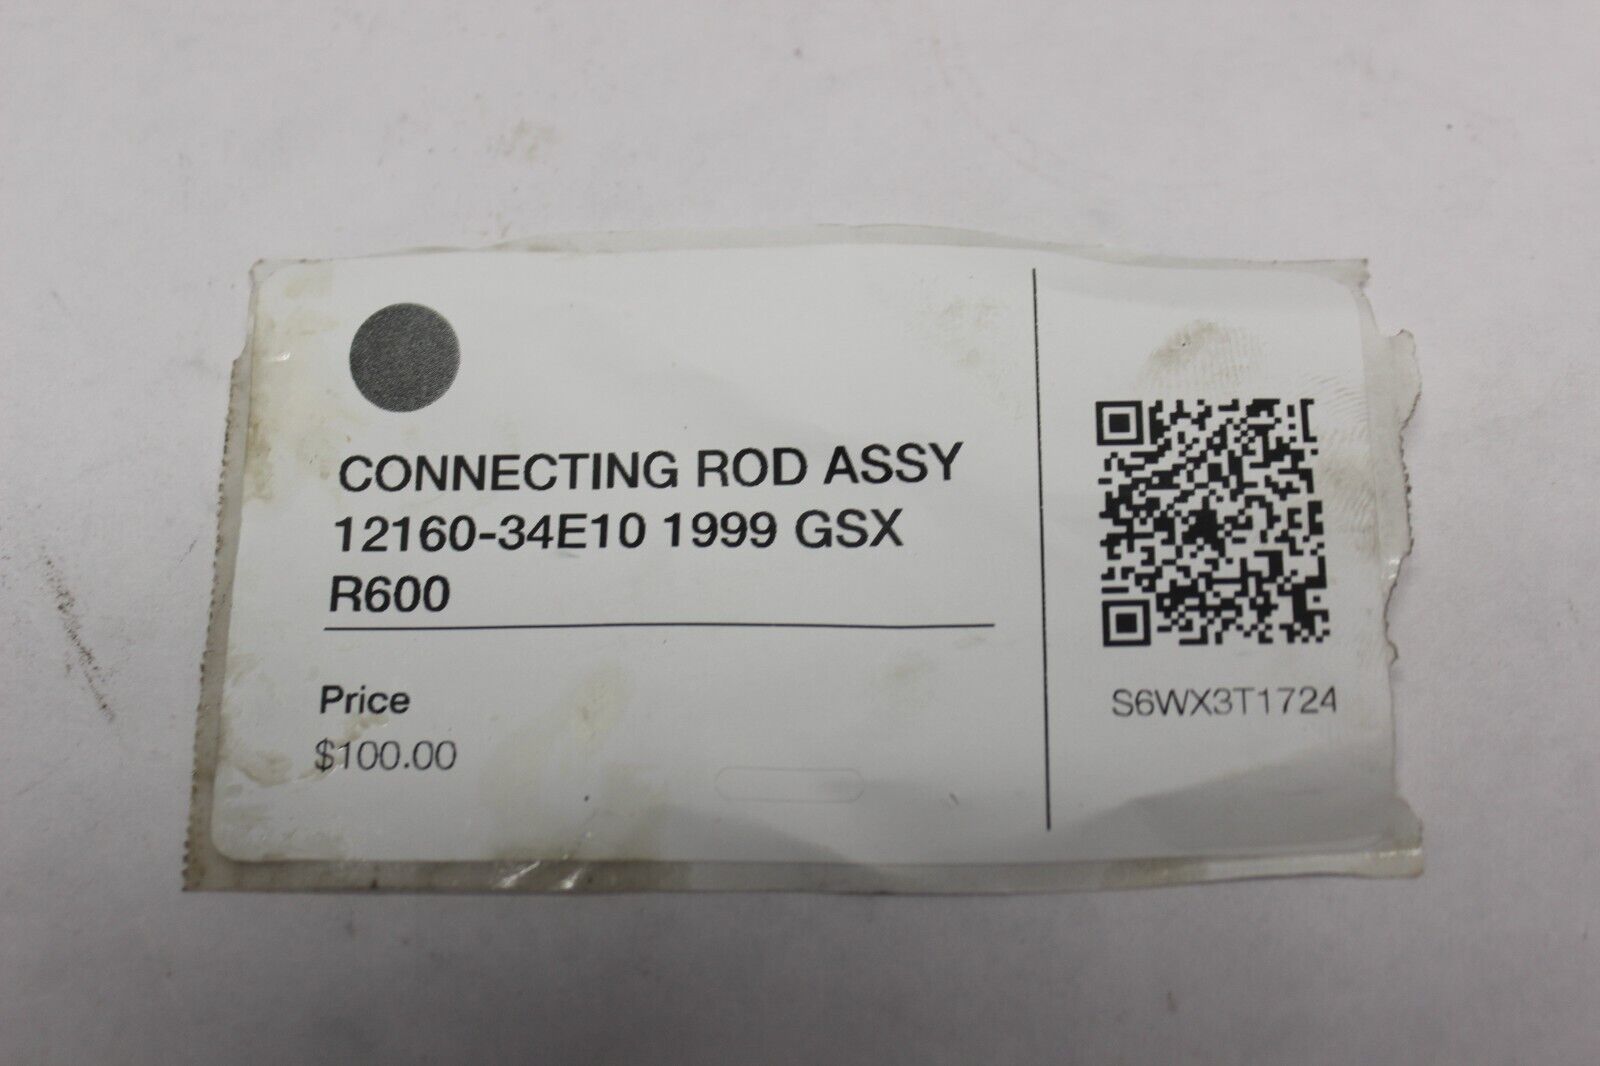 CONNECTING ROD ASSY
12160-34E10 1999 GSX
R600
Price
$100.00
S6WX3T1724